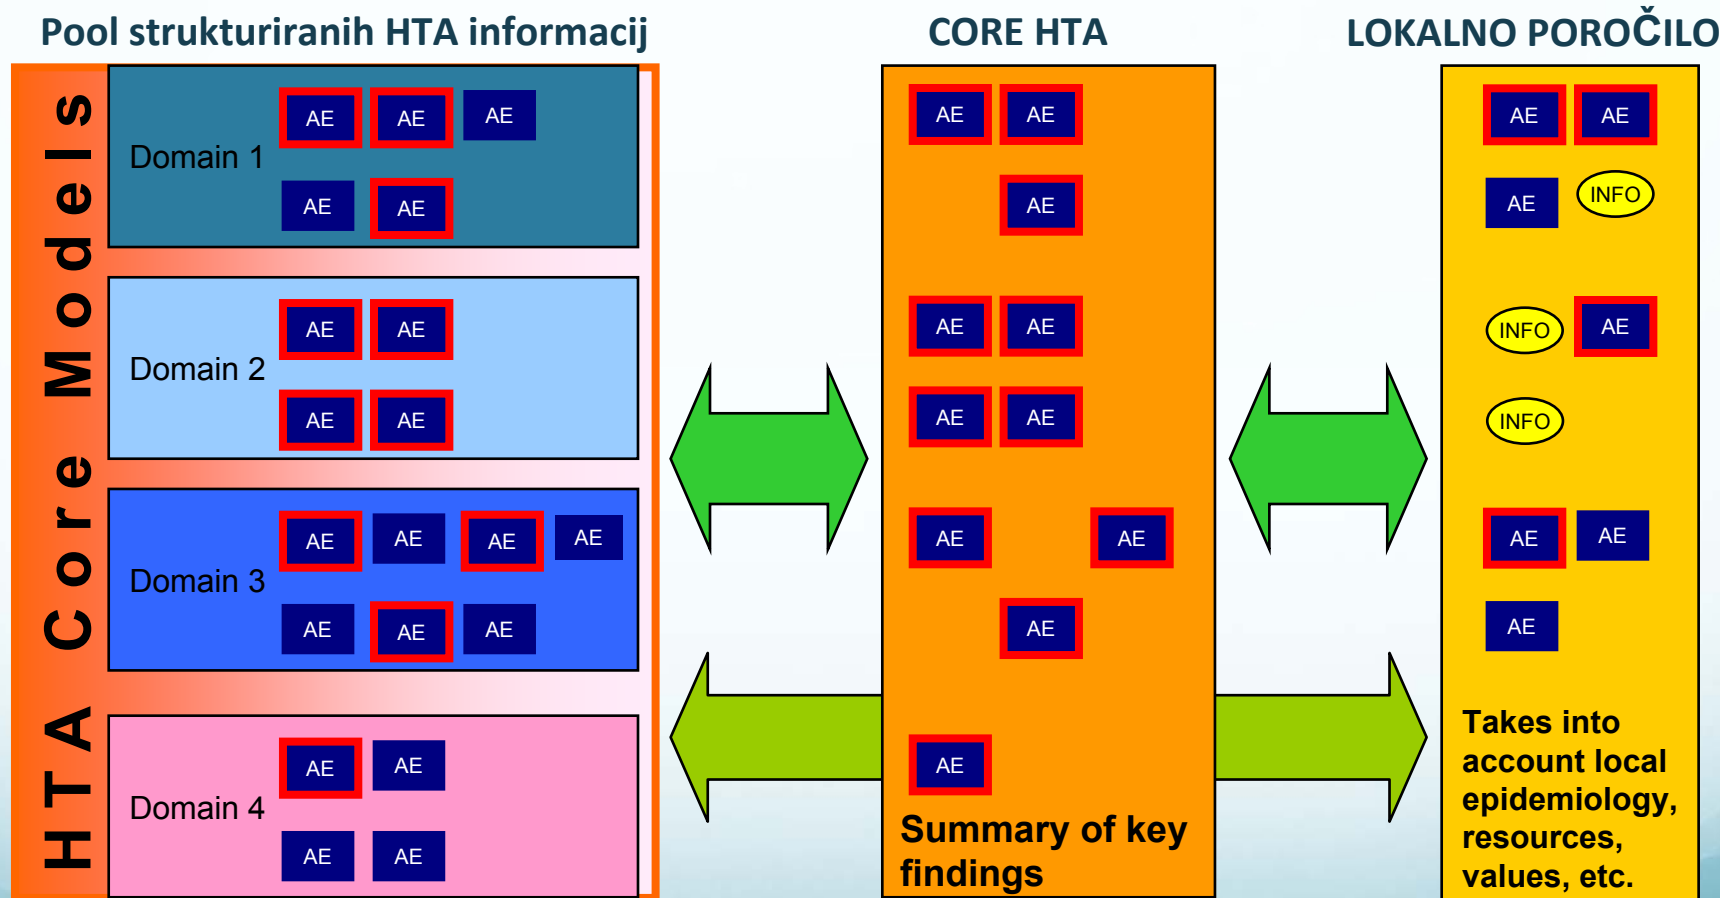 Pool strukturiranih HTA informacij
CORE HTA
LOKALNO POROČILO
HTA Core Models
Domain 1
AE AE AE
AE AE
Domain 2
AE AE
AE AE
Domain 3
AE AE AE AE
AE AE AE
Domain 4
AE AE
AE AE
AE AE
AE
AE AE
AE AE
AE AE
AE
AE
Summary of key
findings
AE AE
AE INFO
INFO AE
INFO
AE AE
AE
Takes into
account local
epidemiology,
resources,
values, etc.